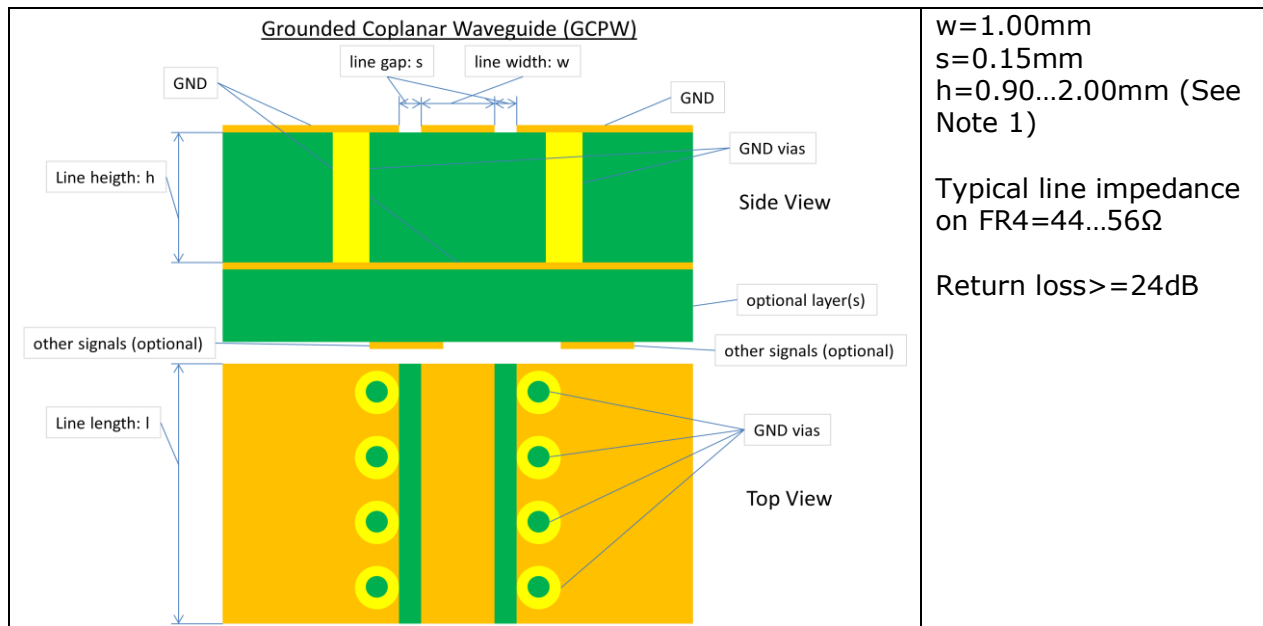 Grounded Coplanar Waveguide (GCPW)
line gap: s
line width: w
GND
GND
GND vias
Line heigth: h
Side View
optional layer(s)
other signals (optional)
other signals (optional)
Line length: l
GND vias
Top View
w=1.00mm
s=0.15mm
h=0.90...2.00mm (See
Note 1)
Typical line impedance
on FR4=44...56Ω
Return loss>=24dB